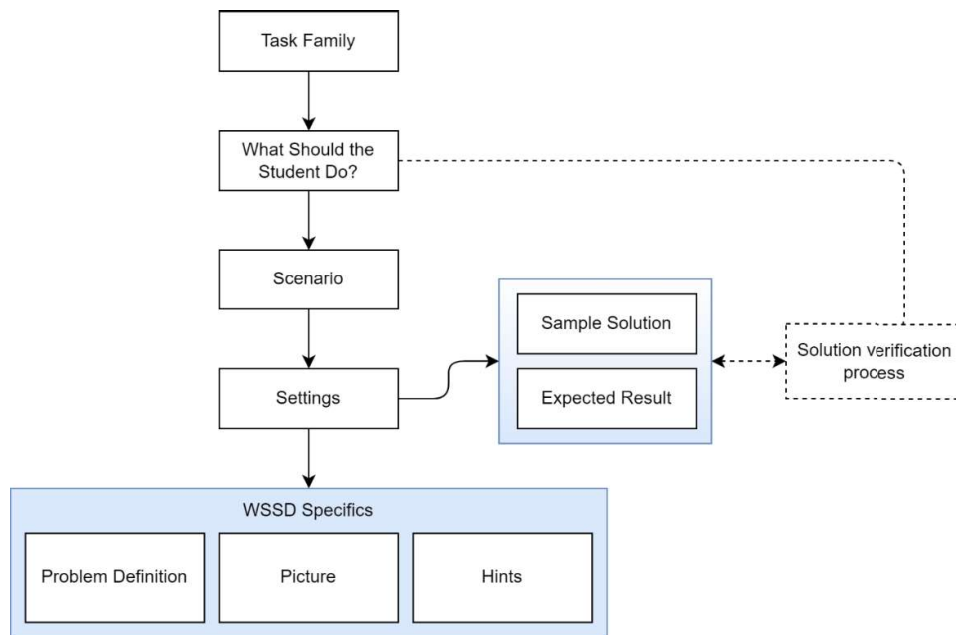 Task Family
What Should the
Student Do?
Scenario
Sample Solution
Solution verification
process
Settings
Expected Result
WSSD Specifics
Problem Definition
Picture
Hints